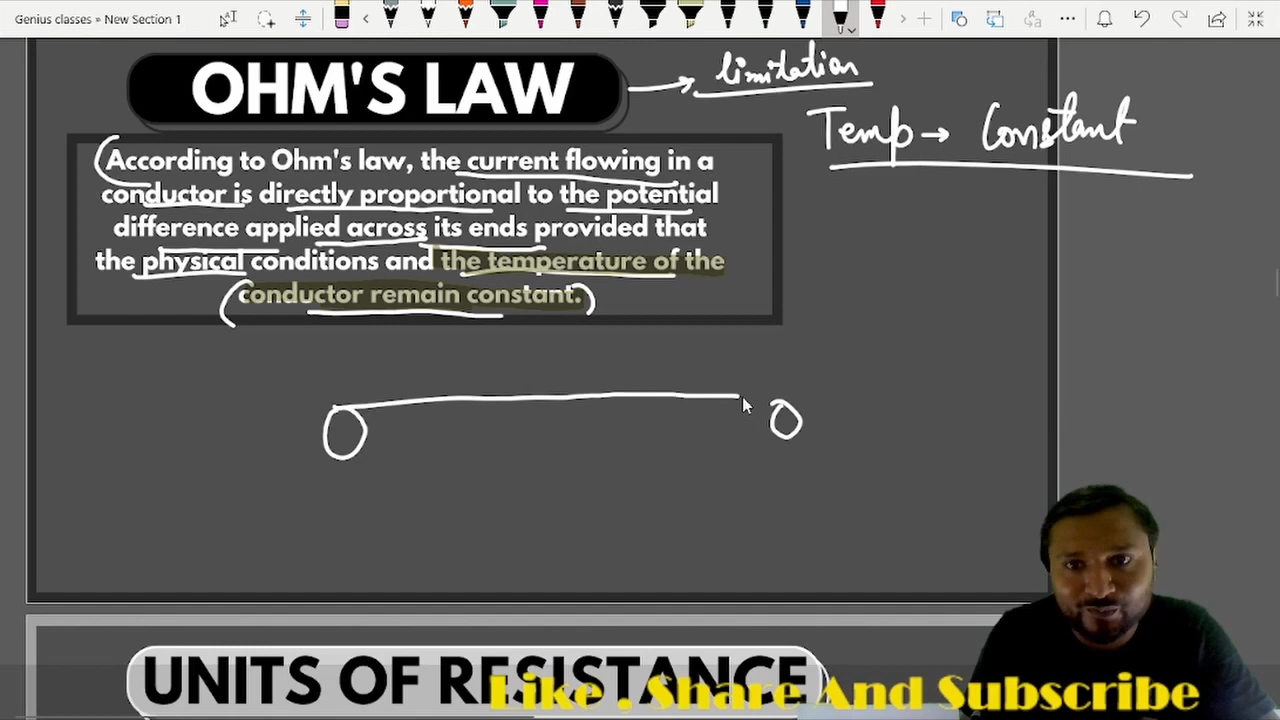 Genius classes » New Section 1
OHM'S LAW
limitation
Temp → Constant
According to Ohm's law, the current flowing in a
conductor is directly proportional to the potential
difference applied across its ends provided that
the physical conditions and the temperature of the
conductor remain constant.
UNITS OF RESISTANCE
Like , Share And Subscribe